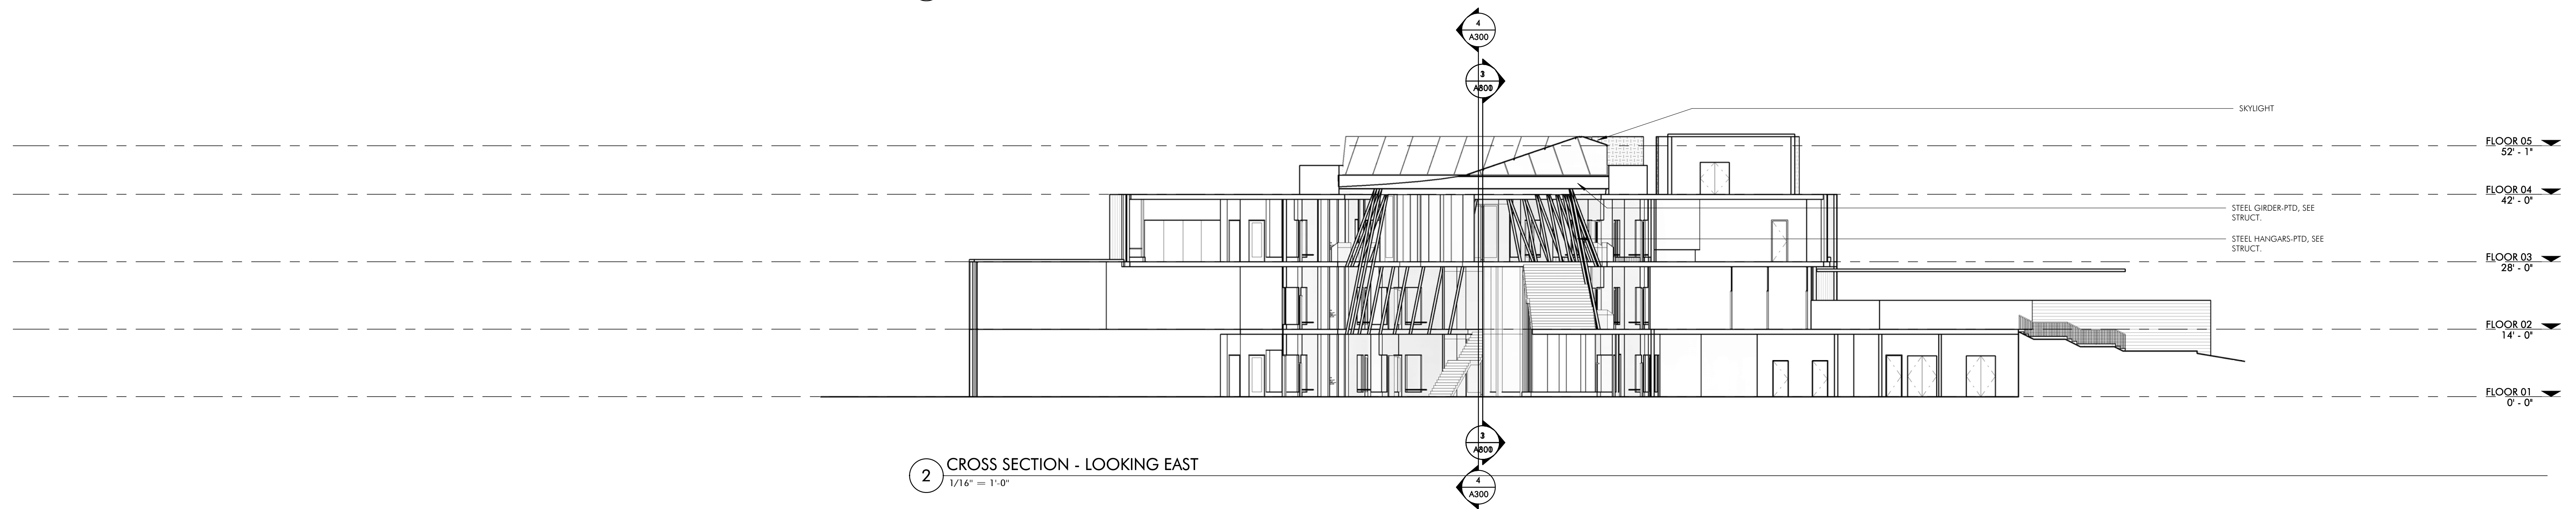 4
A300
3
SKYLIGHT
FLOOR 05
52' - 1"
FLOOR 04
42' - 0"
STEEL GIRDER-PTD, SEE
STRUCT.
STEEL HANGARS-PTD, SEE
STRUCT.
FLOOR 03
28' - 0"
FLOOR 02
14' - 0"
FLOOR 01
0' - 0"
3
2
CROSS SECTION - LOOKING EAST
1/16" = 1'-0"
4
A300